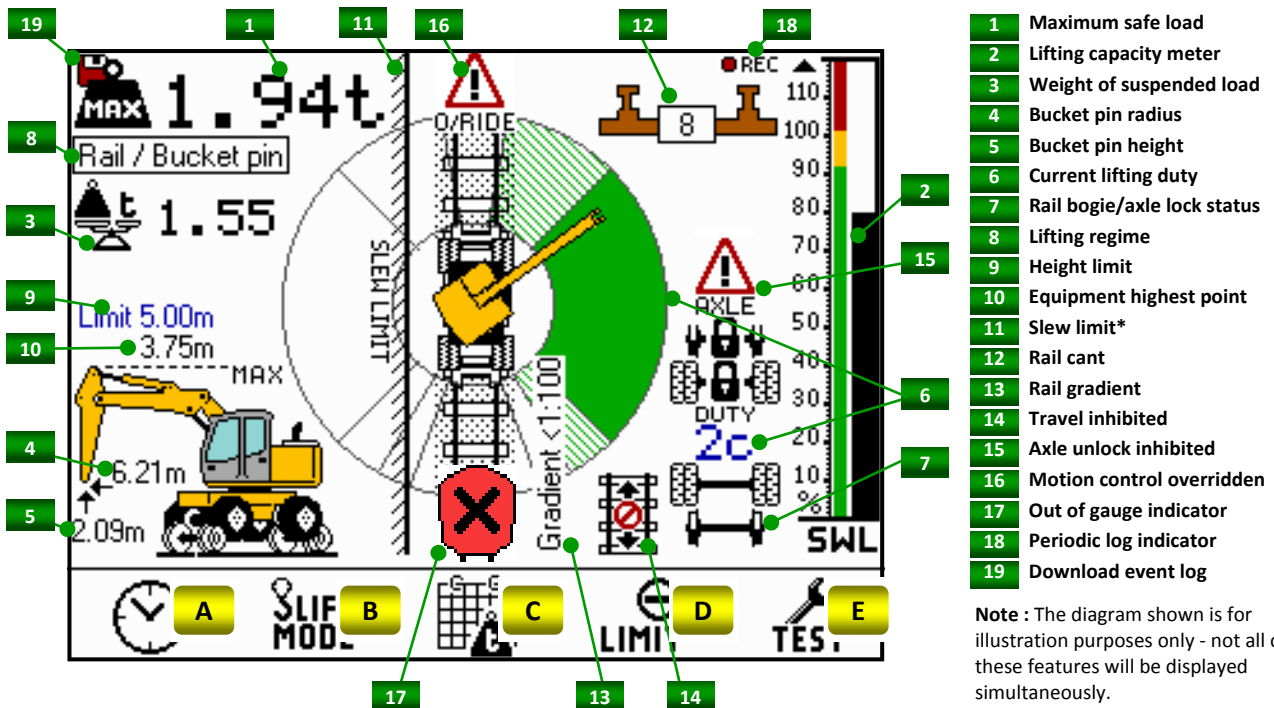 19
1
11
16
12
18
REC
MAX
1.94t
O/RIDE
8
110
100
90
80
70
60
50
40
30
20
10
%
SWL
8
Rail / Bucket pin
2
3
t
1.55
SLEW LIMIT
15
AXLE
9
Limit 5.00m
10
3.75m
MAX
DUTY
2c
6
4
6.21m
7
5
2.09m
Gradient <1:100
A
B
MODE
C
G
D
LIMIT
E
TEST
17
13
14
1 Maximum safe load
2 Lifting capacity meter
3 Weight of suspended load
4 Bucket pin radius
5 Bucket pin height
6 Current lifting duty
7 Rail bogie/axle lock status
8 Lifting regime
9 Height limit
10 Equipment highest point
11 Slew limit*
12 Rail cant
13 Rail gradient
14 Travel inhibited
15 Axle unlock inhibited
16 Motion control overridden
17 Out of gauge indicator
18 Periodic log indicator
19 Download event log
Note : The diagram shown is for
illustration purposes only - not all
these features will be displayed
simultaneously.